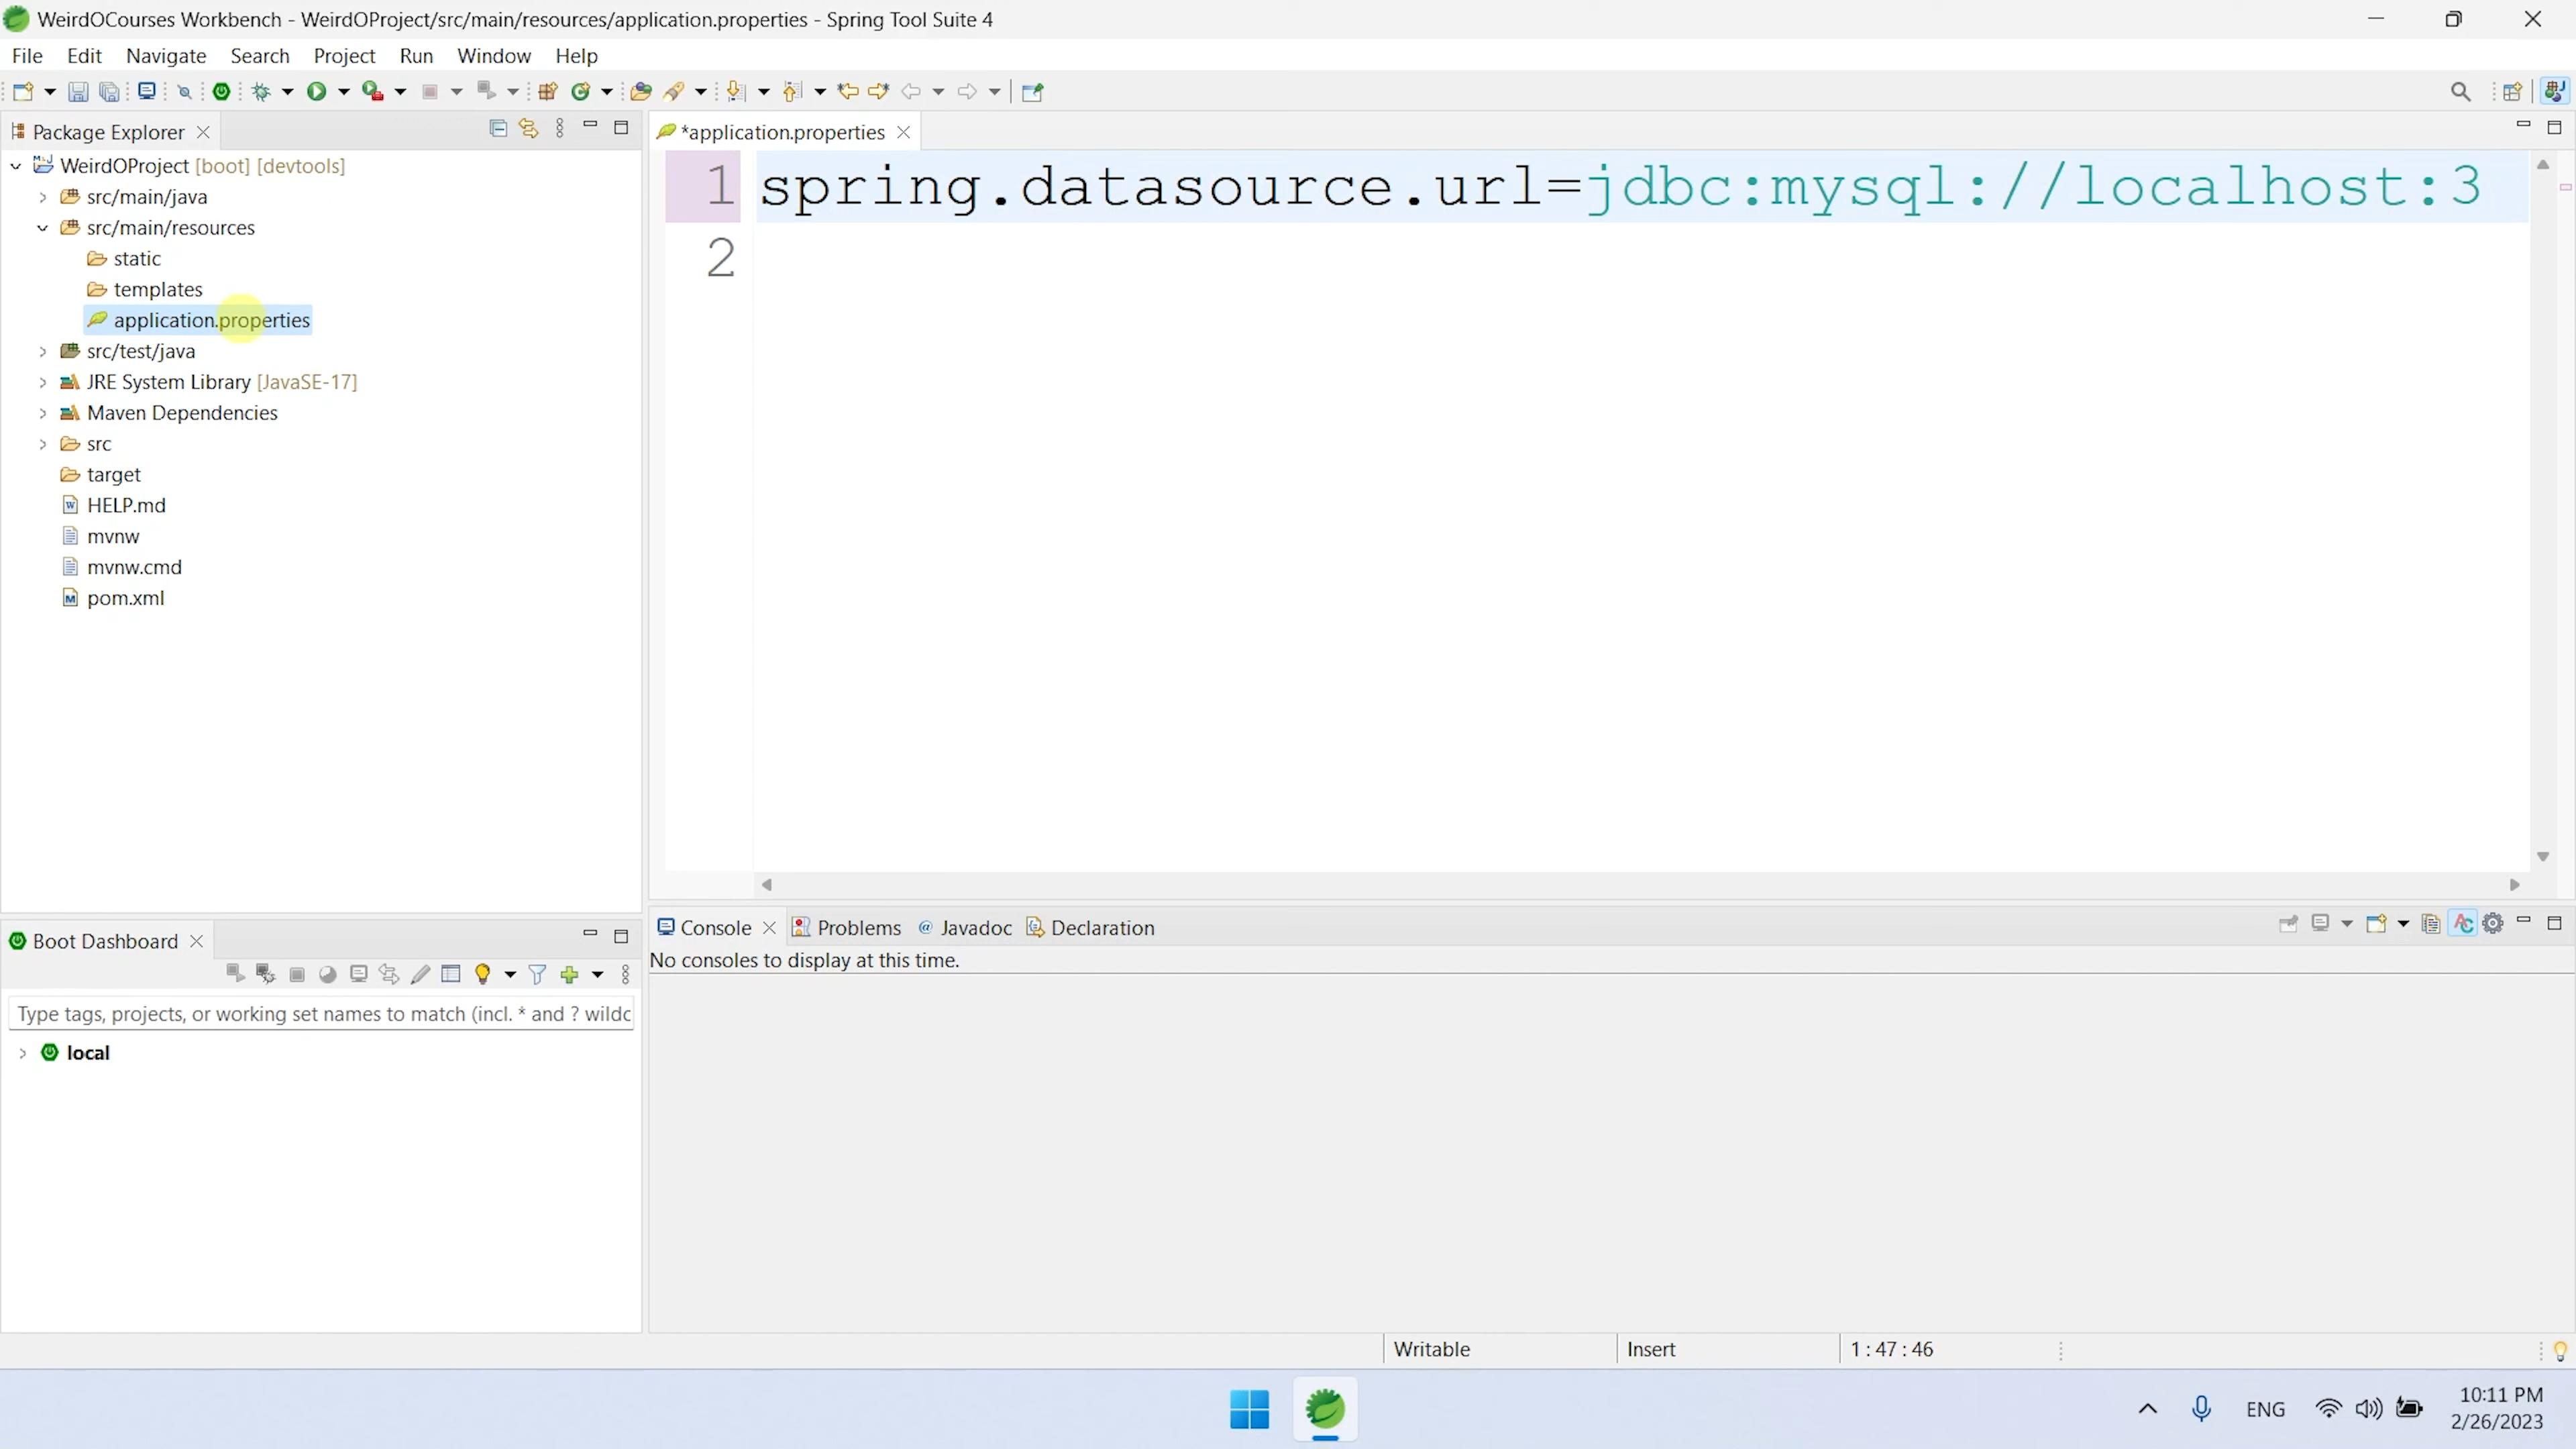 WeirdOCourses Workbench - WeirdOProject/src/main/resources/application.properties - Spring Tool Suite 4
File Edit Navigate Search Project Run Window Help
Package Explorer
WeirdOProject [boot] [devtools]
src/main/java
src/main/resources
static
templates
application.properties
src/test/java
JRE System Library [JavaSE-17]
Maven Dependencies
src
target
HELP.md
mvnw
mvnw.cmd
pom.xml
*application.properties
1 spring.datasource.url=jdbc:mysql://localhost:3
2
Boot Dashboard
Type tags, projects, or working set names to match (incl. * and ? wildc
local
Console Problems @ Javadoc Declaration
No consoles to display at this time.
Writable Insert 1 : 47 : 46
ENG 10:11 PM
2/26/2023